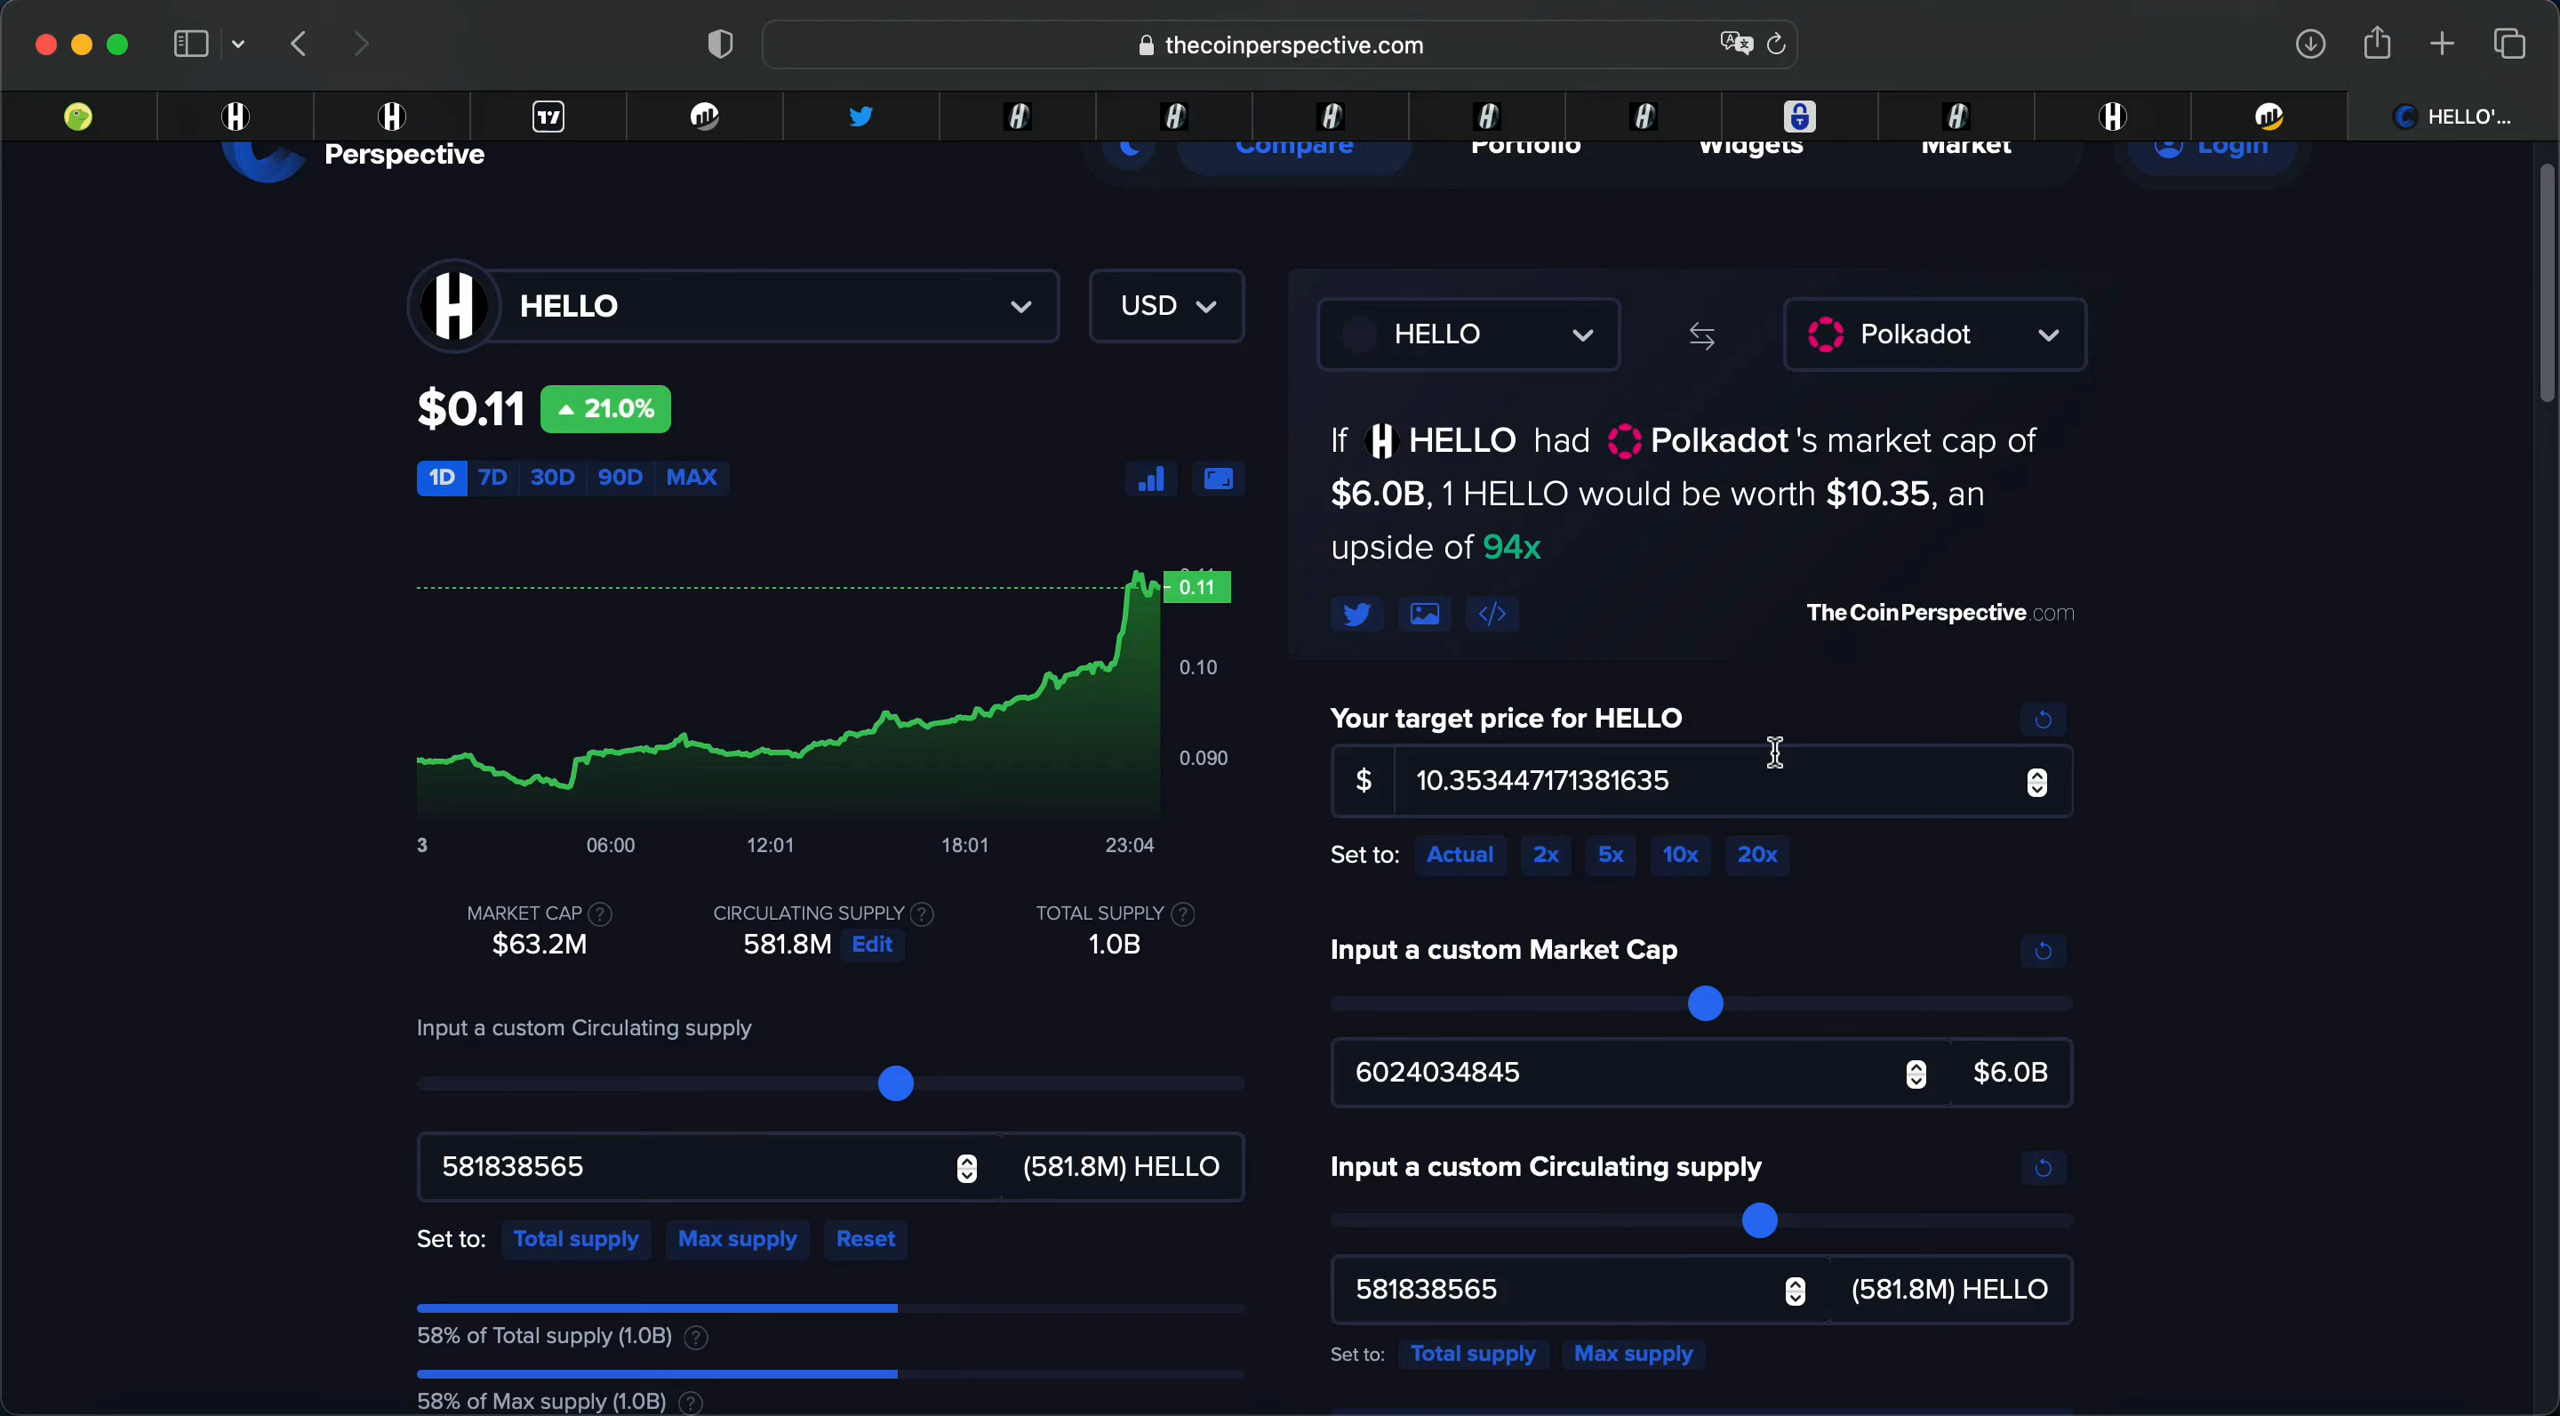 thecoinperspective.com
HELLO'...
Perspective
Compare
Portfolio
Widgets
Market
Login
HELLO
USD
HELLO
Polkadot
$0.11
21.0%
If HELLO had Polkadot 's market cap of
$6.0B, 1 HELLO would be worth $10.35, an
upside of 94x
1D 7D 30D 90D MAX
0.11
0.10
0.090
TheCoinPerspective.com
3 06:00 12:01 18:01 23:04
Your target price for HELLO
$ 10.353447171381635
Set to: Actual 2x 5x 10x 20x
MARKET CAP ?
$63.2M
CIRCULATING SUPPLY ?
581.8M Edit
TOTAL SUPPLY ?
1.0B
Input a custom Market Cap
6024034845 $6.0B
Input a custom Circulating supply
581838565 (581.8M) HELLO
Set to: Total supply Max supply Reset
58% of Total supply (1.0B) ?
58% of Max supply (1.0B) ?
Input a custom Circulating supply
581838565 (581.8M) HELLO
Set to: Total supply Max supply